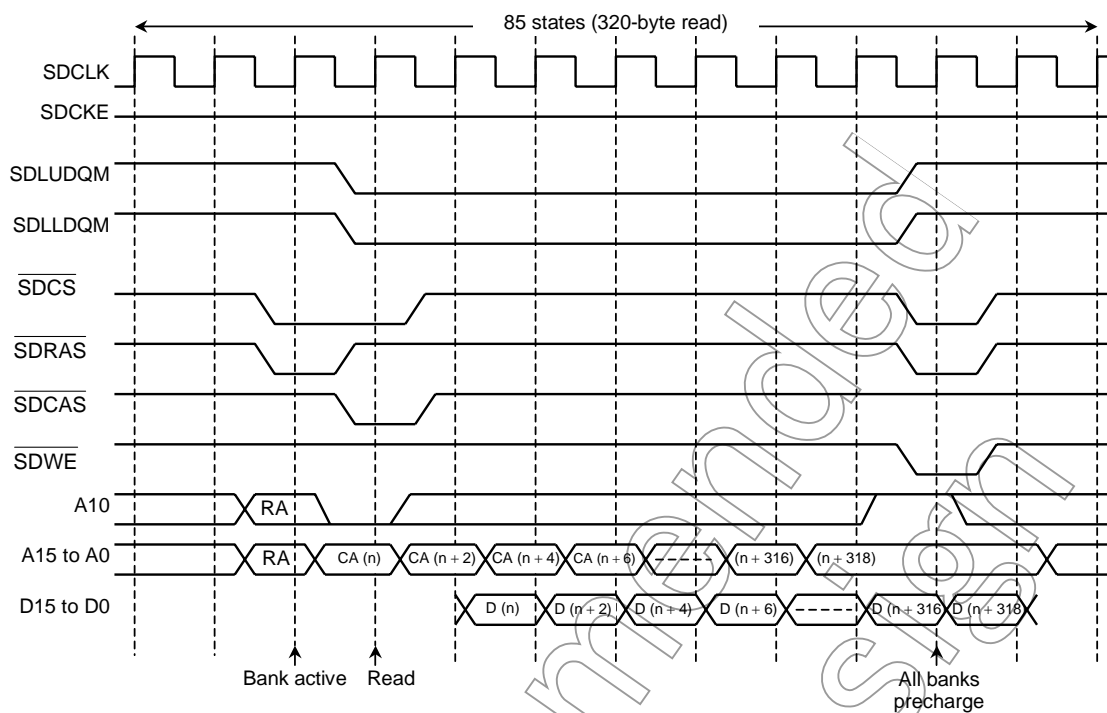 85 states (320-byte read)
SDCLK
SDCKE
SDLUDQM
SDLLDQM
SDCS
SDRAS
SDCAS
SDWE
A10
RA
A15 to A0
RA
CA (n)
CA (n + 2)
CA (n + 4)
CA (n + 6)
(n + 316)
(n + 318)
D15 to D0
D (n)
D (n + 2)
D (n + 4)
D (n + 6)
D (n + 316)
D (n + 318)
Bank active
Read
All banks
precharge
mended
sign